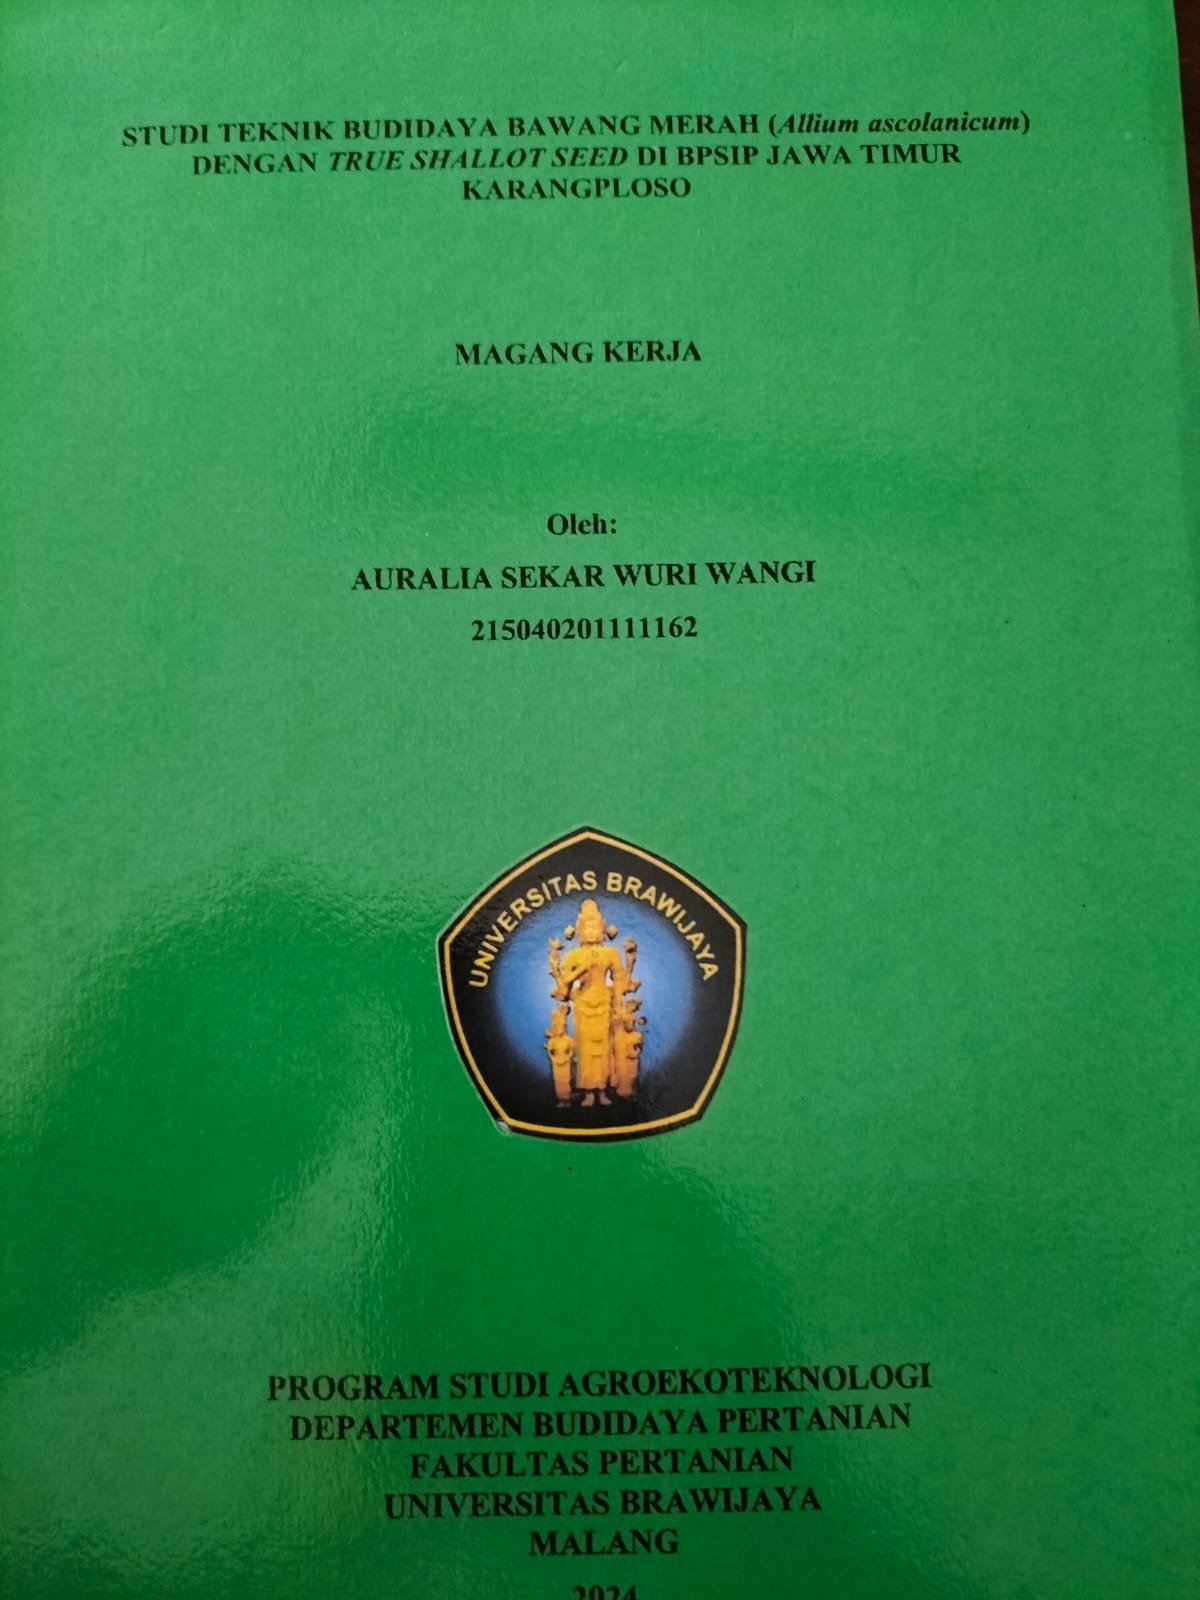 STUDI TEKNIK BUDIDAYA BAWANG MERAH (Allium ascolanicum)
DENGAN TRUE SHALLOT SEED DI BPSIP JAWA TIMUR
KARANGPLOSO
MAGANG KERJA
Oleh:
AURALIA SEKAR WURI WANGI
215040201111162
UNIVERSITAS BRAWIJAYA
PROGRAM STUDI AGROEKOTEKNOLOGI
DEPARTEMEN BUDIDAYA PERTANIAN
FAKULTAS PERTANIAN
UNIVERSITAS BRAWIJAYA
MALANG
2024